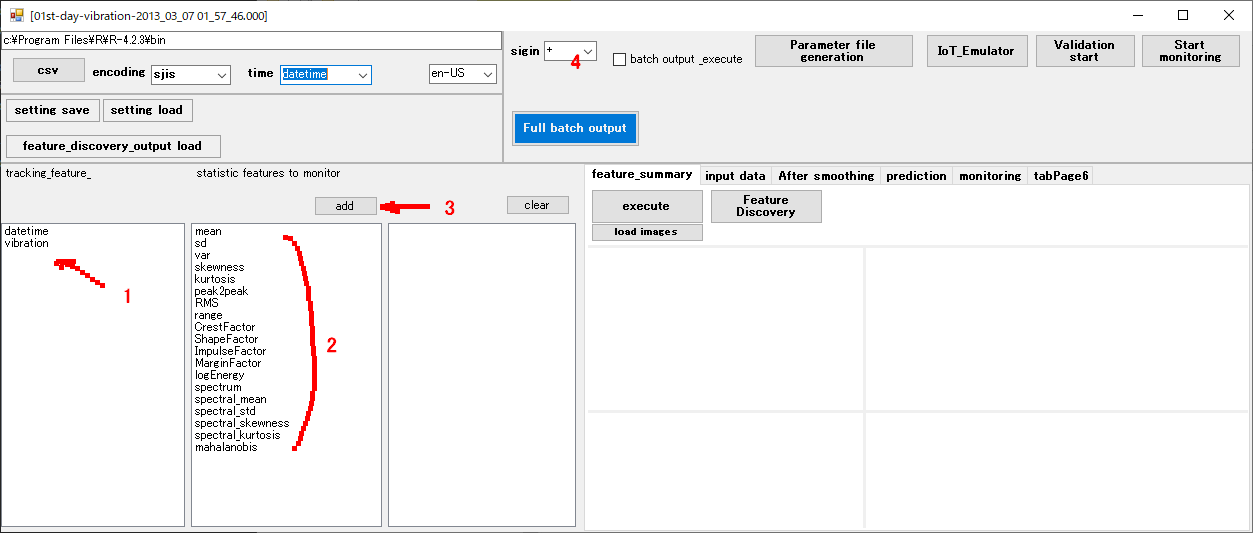 [01st-day-vibration-2013_03_07 01_57_46.000]
c:¥Program Files¥R¥R-4.2.3¥bin
csv encoding sjis time datetime en-US
sigin + 4 batch output _execute
Parameter file generation
IoT_Emulator
Validation start
Start monitoring
setting save setting load
Full batch output
feature_discovery_output load
tracking_feature_ statistic features to monitor
add 3 clear
feature_summary input data After smoothing prediction monitoring tabPage6
execute
Feature Discovery
load images
datetime
vibration
1
mean
sd
var
skewness
kurtosis
peak2peak
RMS
range
CrestFactor
ShapeFactor
ImpulseFactor
MarginFactor
logEnergy
spectrum
spectral_mean
spectral_std
spectral_skewness
spectral_kurtosis
mahalanobis
2